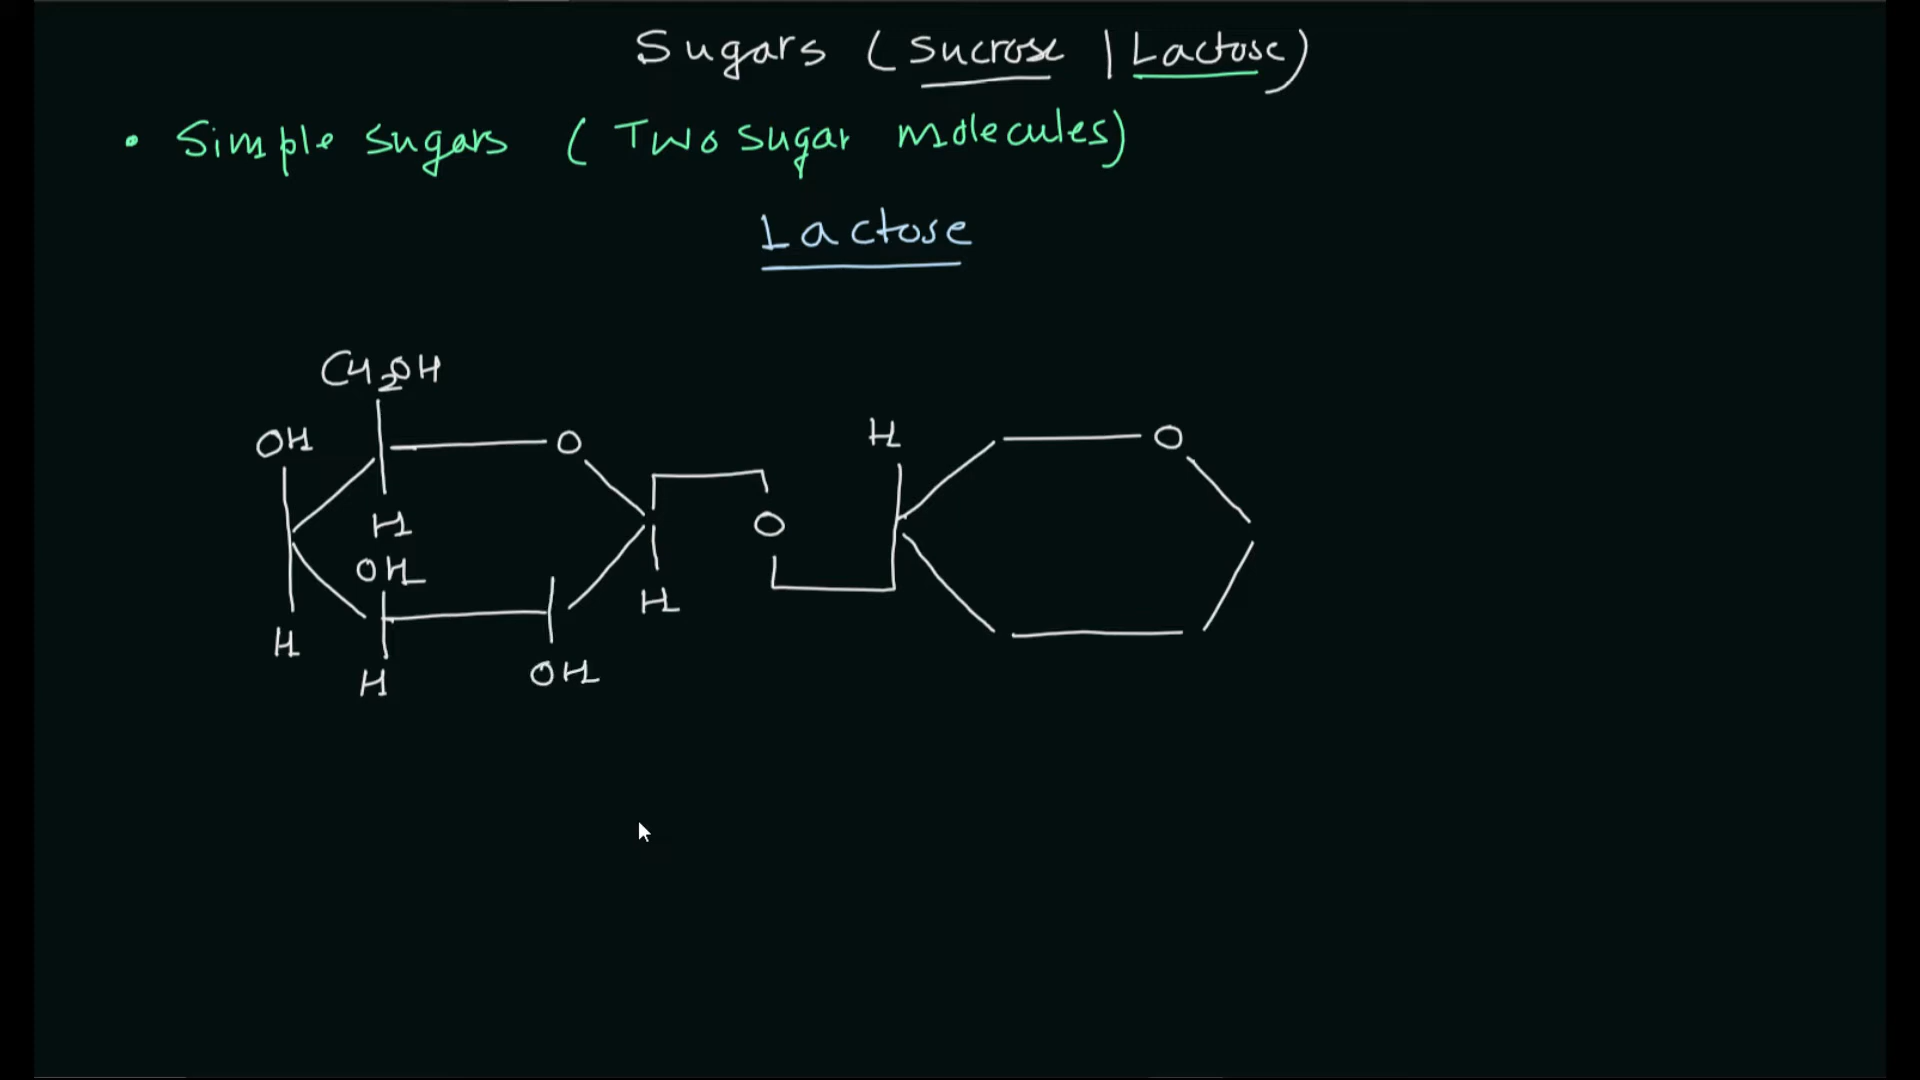 Sugars (Sucrose | Lactose)
• Simple sugars (Two sugar molecules)
Lactose
CH2OH
OH O H O
H O
OH
H H
H OH